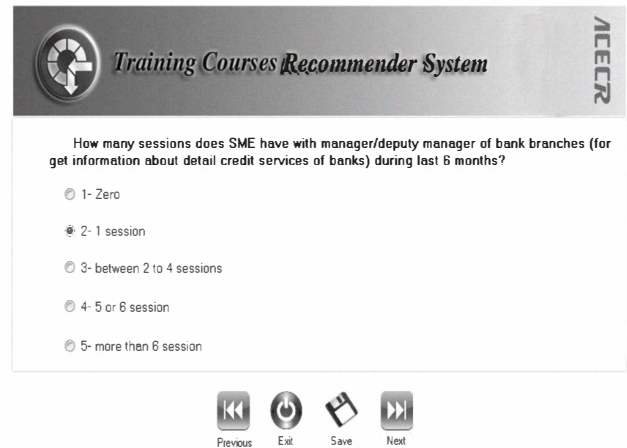 Training Courses Recommender System
ACECR
How many sessions does SME have with manager/deputy manager of bank branches (for
get information about detail credit services of banks) during last 6 months?
1- Zero
2- 1 session
3- between 2 to 4 sessions
4- 5 or 6 session
5- more than 6 session
Previous Exit Save Next